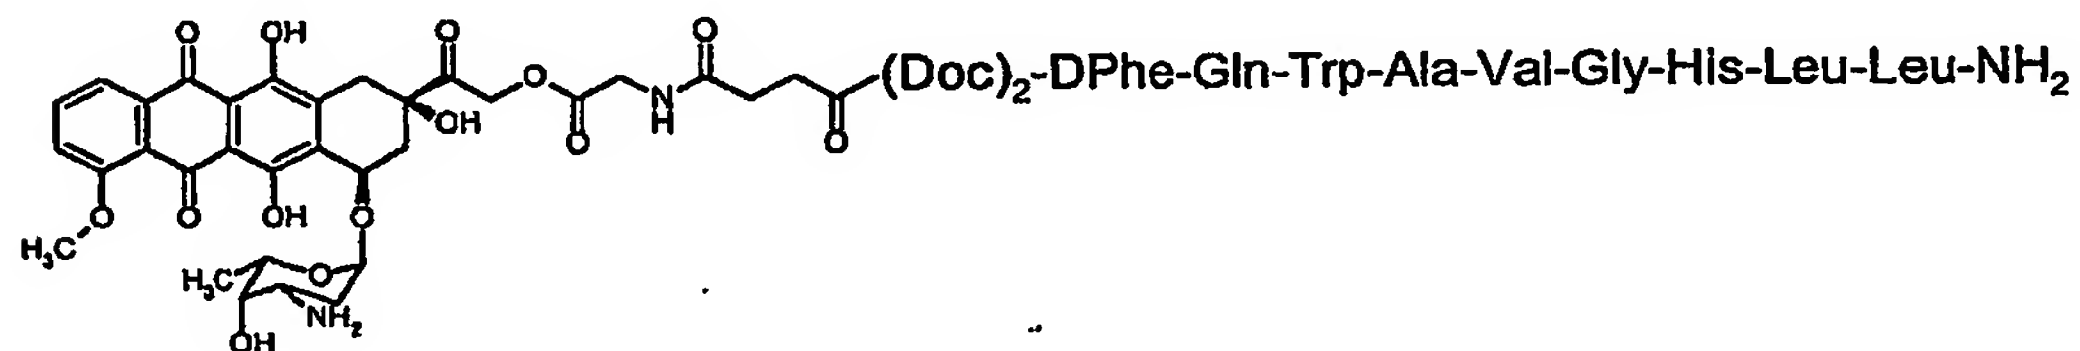 O OH O O
(Doc)₂-DPhe-Gln-Trp-Ala-Val-Gly-His-Leu-Leu-NH₂
O
OH O N H O
O O OH O
H₃C
H₃C O
NH₂
OH